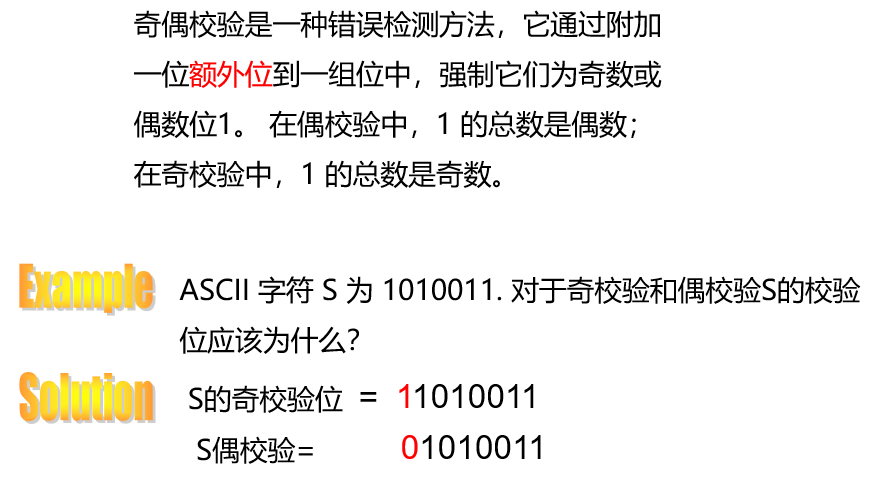 奇偶校验是一种错误检测方法，它通过附加
一位额外位到一组位中，强制它们为奇数或
偶数位1。 在偶校验中，1 的总数是偶数；
在奇校验中，1 的总数是奇数。
Example
ASCII 字符 S 为 1010011. 对于奇校验和偶校验S的校验
位应该为什么？
Solution
S的奇校验位 = 11010011
S偶校验= 01010011